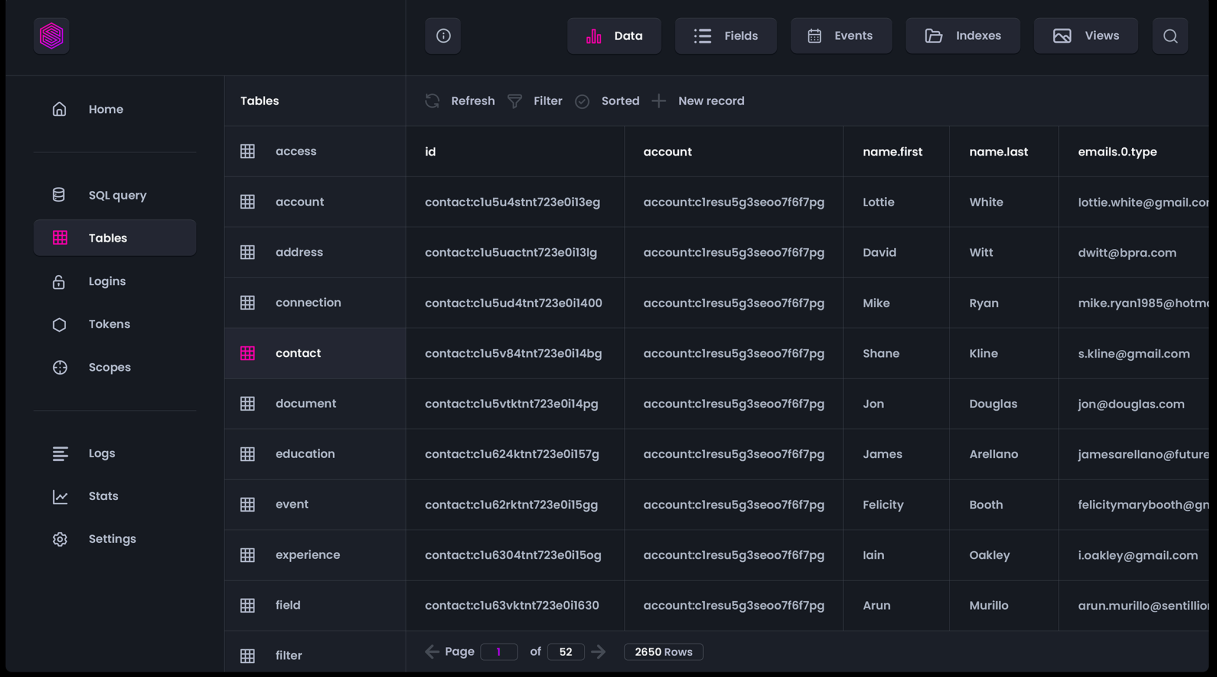 Data
Fields
Events
Indexes
Views
Home
SQL query
Tables
Logins
Tokens
Scopes
Logs
Stats
Settings
Tables
access
account
address
connection
contact
document
education
event
experience
field
filter
Refresh Filter Sorted New record
id account name.first name.last emails.0.type
contact:c1u5u4stnt723e0i13eg account:c1resu5g3seoo7f6f7pg Lottie White lottie.white@gmail.co
contact:c1u5uactnt723e0i13lg account:c1resu5g3seoo7f6f7pg David Witt dwitt@bpra.com
contact:c1u5ud4tnt723e0i1400 account:c1resu5g3seoo7f6f7pg Mike Ryan mike.ryan1985@hotm
contact:c1u5v84tnt723e0i14bg account:c1resu5g3seoo7f6f7pg Shane Kline s.kline@gmail.com
contact:c1u5vtktnt723e0i14pg account:c1resu5g3seoo7f6f7pg Jon Douglas jon@douglas.com
contact:c1u624ktnt723e0i157g account:c1resu5g3seoo7f6f7pg James Arellano jamesarellano@future
contact:c1u62rktnt723e0i15gg account:c1resu5g3seoo7f6f7pg Felicity Booth felicitymarybooth@g
contact:c1u6304tnt723e0i15og account:c1resu5g3seoo7f6f7pg Iain Oakley i.oakley@gmail.com
contact:c1u63vktnt723e0i1630 account:c1resu5g3seoo7f6f7pg Arun Murillo arun.murillo@sentillio
Page 1 of 52 2650 Rows